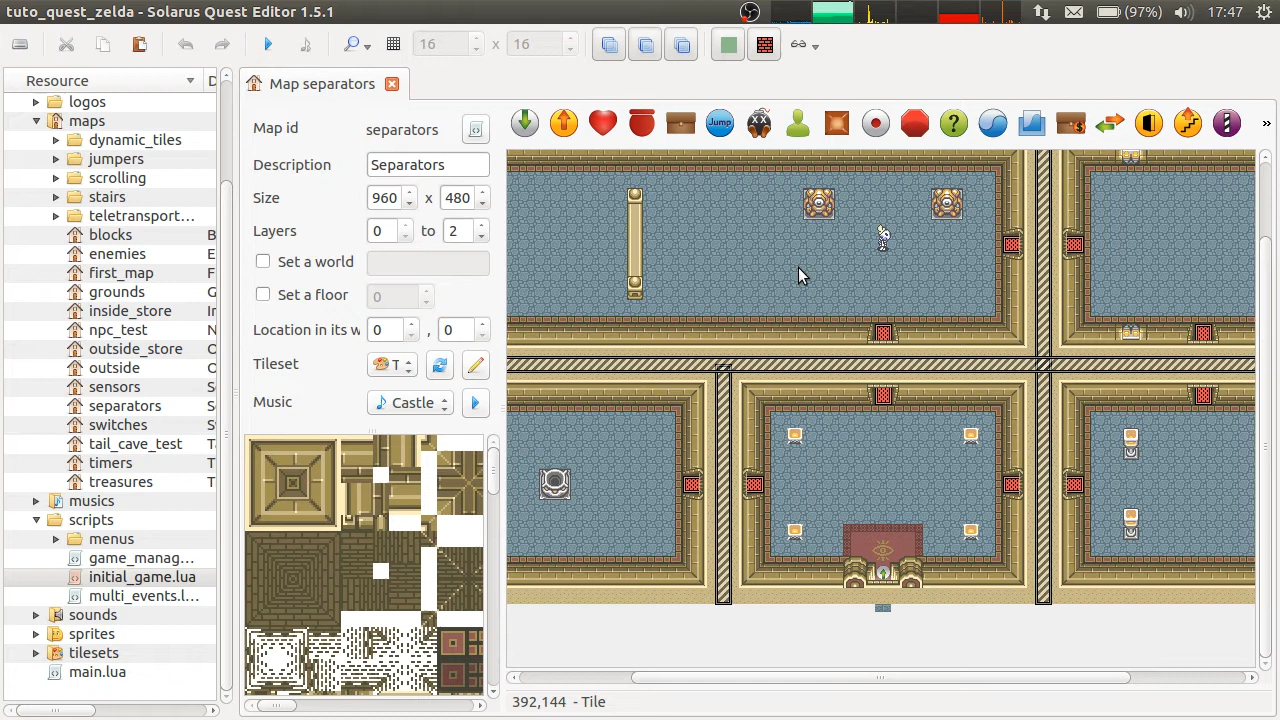 tuto_quest_zelda - Solarus Quest Editor 1.5.1
(97%)
17:47
16 x 16
Resource
D
logos
maps
dynamic_tiles
jumpers
scrolling
stairs
teletransport...
blocks B
enemies E
first_map F
grounds G
inside_store In
npc_test N
outside_store O
outside O
sensors Se
separators Se
switches S
tail_cave_test Ta
timers T
treasures T
musics
scripts
menus
game_manag...
initial_game.lua
multi_events.l...
sounds
sprites
tilesets
main.lua
Map separators
Map id separators
Description Separators
Size 960 x 480
Layers 0 to 2
Set a world
Set a floor 0
Location in its w 0 , 0
Tileset T
Music Castle
Jump
?
$
»
392,144 - Tile